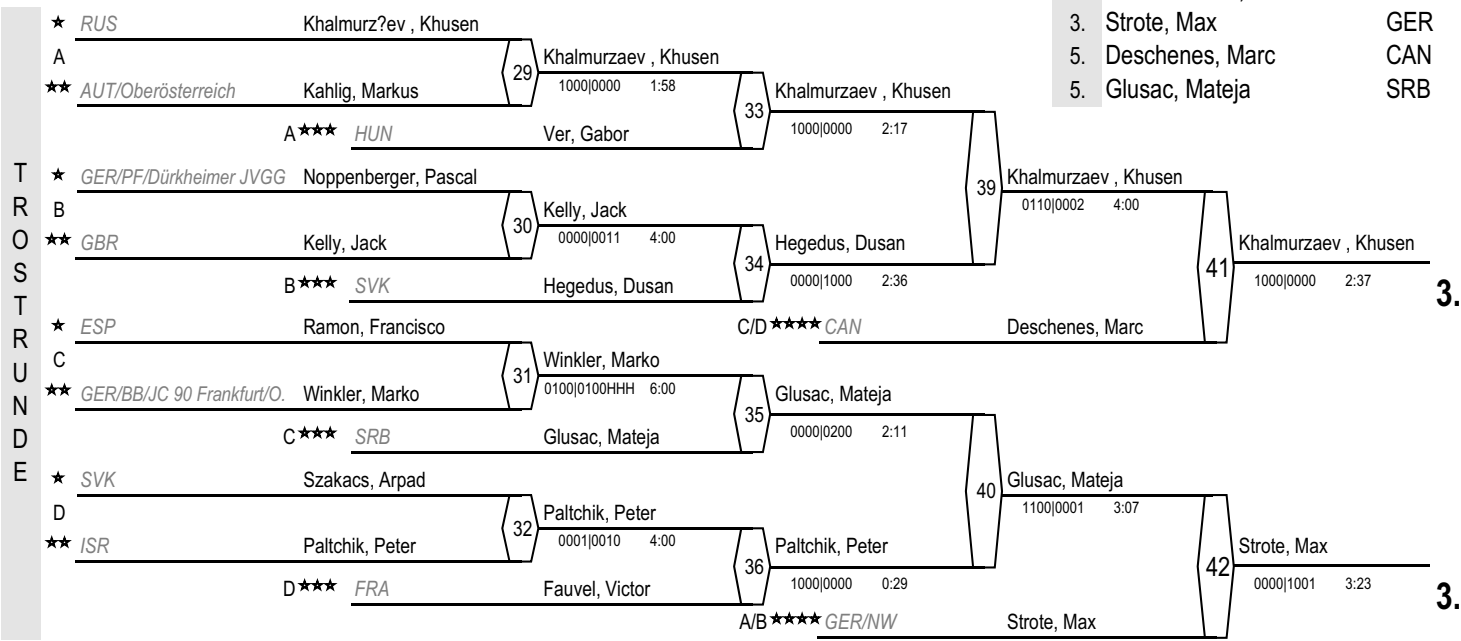 TROSTRUNDE
RUS Khalmurz?ev , Khusen
A
AUT/Oberösterreich Kahlig, Markus
29
Khalmurzaev , Khusen
1000|0000 1:58
A HUN Ver, Gabor
33
Khalmurzaev , Khusen
1000|0000 2:17
GER/PF/Dürkheimer JVGG Noppenberger, Pascal
B
GBR Kelly, Jack
30
Kelly, Jack
0000|0011 4:00
B SVK Hegedus, Dusan
34
Hegedus, Dusan
0000|1000 2:36
39
Khalmurzaev , Khusen
0110|0002 4:00
C/D CAN Deschenes, Marc
41
Khalmurzaev , Khusen
1000|0000 2:37
3.
ESP Ramon, Francisco
C
GER/BB/JC 90 Frankfurt/O. Winkler, Marko
31
Winkler, Marko
0100|0100HHH 6:00
C SRB Glusac, Mateja
35
Glusac, Mateja
0000|0200 2:11
SVK Szakacs, Arpad
D
ISR Paltchik, Peter
32
Paltchik, Peter
0001|0010 4:00
D FRA Fauvel, Victor
36
Paltchik, Peter
1000|0000 0:29
40
Glusac, Mateja
1100|0001 3:07
A/B GER/NW Strote, Max
42
Strote, Max
0000|1001 3:23
3.
3. Strote, Max GER
5. Deschenes, Marc CAN
5. Glusac, Mateja SRB